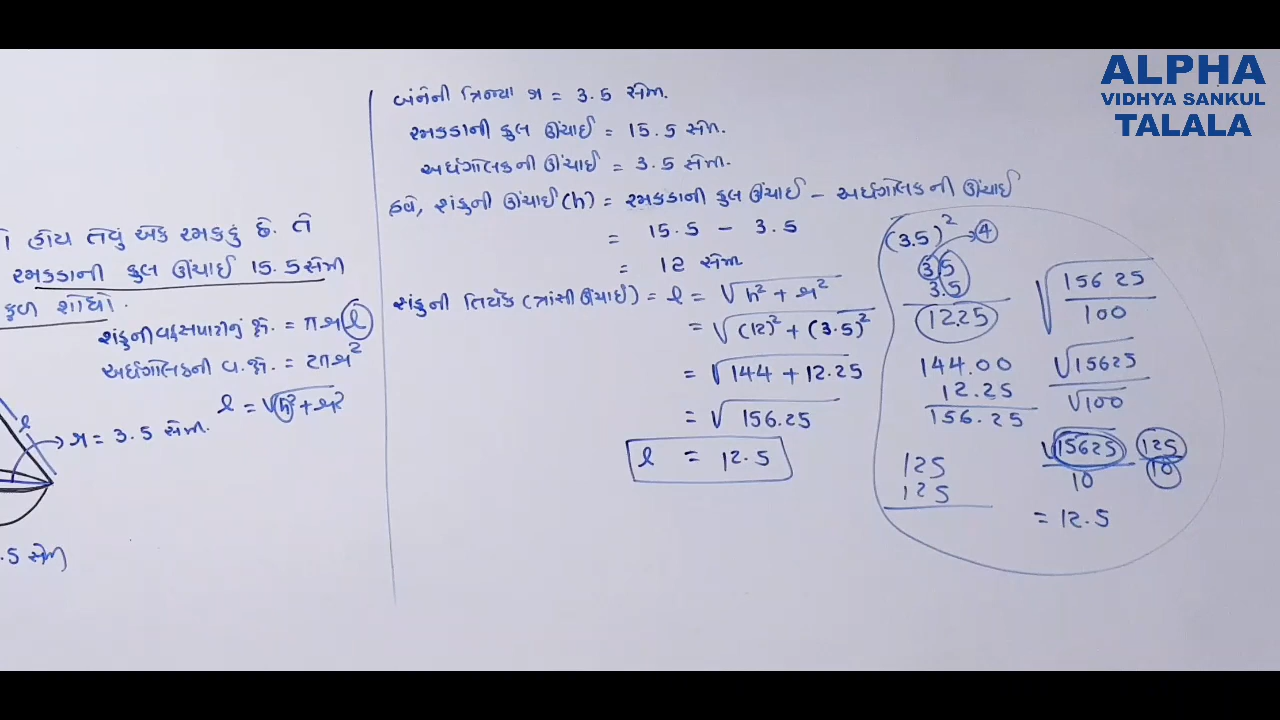 ALPHA
VIDHYA SANKUL
TALALA
હોય તેવું એક રમકડું છે. તે
રમકડાની કુલ ઊંચાઈ 15.5 સેમી
ફળ શોધો.
શંકુની વક્રસપાટીનું ક્ષે. = πrl
અર્ધગોલકની વ.ક્ષે. = 2πr²
l = √h²+r²
l
r = 3.5 સેમી.
.5 સેમી
બંનેની ત્રિજ્યા r = 3.5 સેમી.
રમકડાની કુલ ઊંચાઈ = 15.5 સેમી.
અર્ધગોલકની ઊંચાઈ = 3.5 સેમી.
હવે, શંકુની ઊંચાઈ (h) = રમકડાની કુલ ઊંચાઈ – અર્ધગોલકની ઊંચાઈ
= 15.5 – 3.5
= 12 સેમી
શંકુની તિર્યક (ત્રાંસી ઊંચાઈ) = l = √h² + r²
= √(12)² + (3.5)²
= √144 + 12.25
= √156.25
l = 12.5
(3.5)² → 4
3.5
3.5
12.25
144.00
12.25
156.25
125
125
√15625/100
√15625/√100
√15625/10 125/10
= 12.5